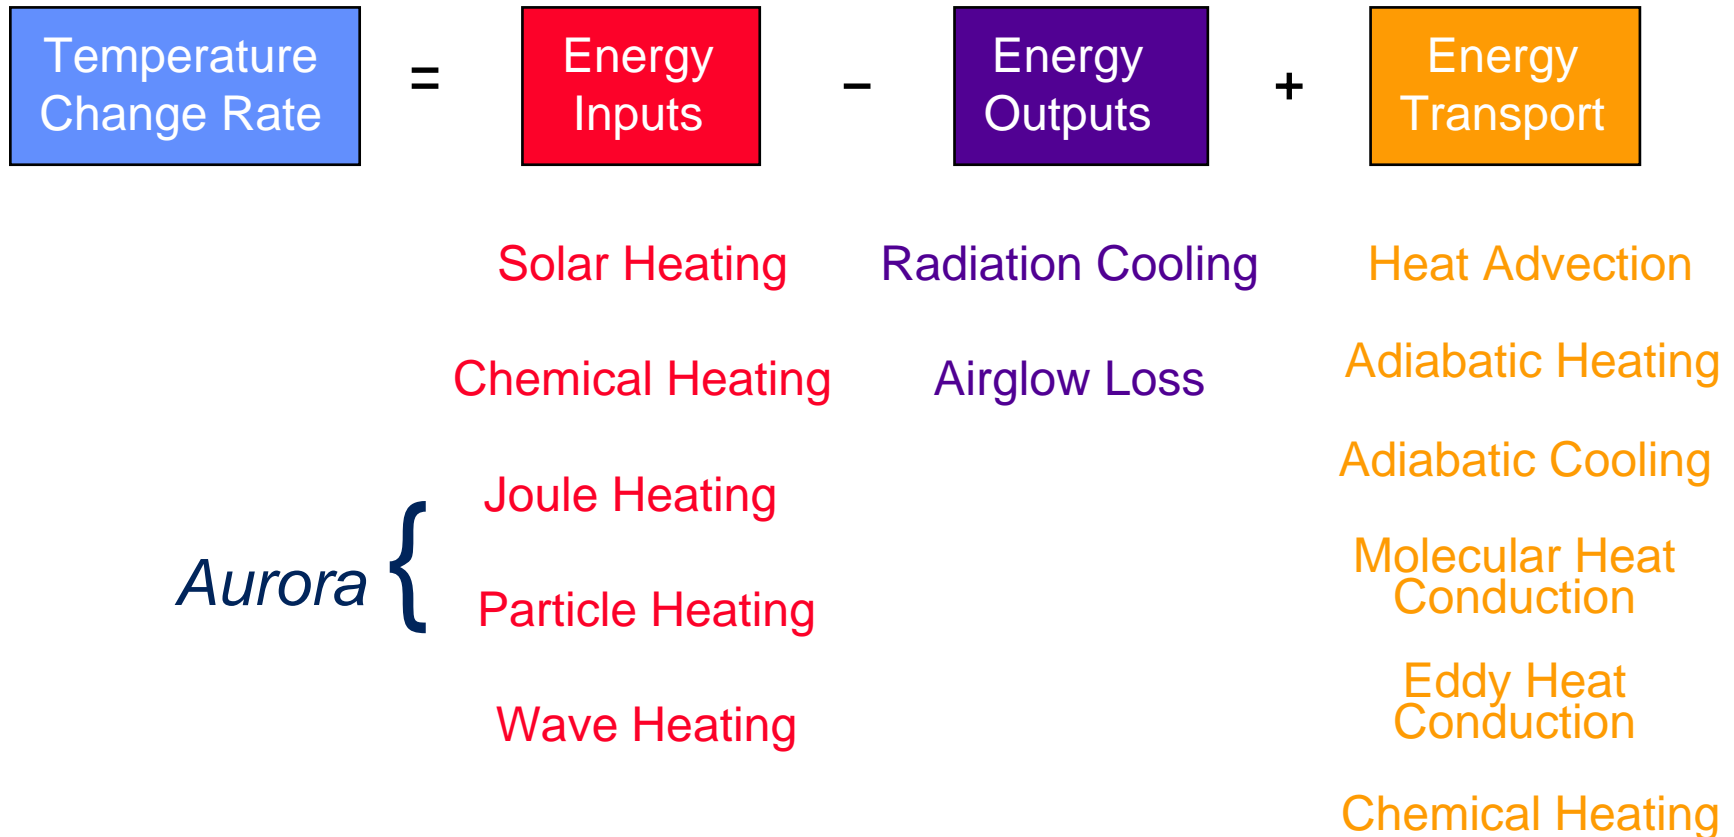 Temperature
Change Rate
=
Energy
Inputs
–
Energy
Outputs
+
Energy
Transport
Solar Heating
Radiation Cooling
Heat Advection
Chemical Heating
Airglow Loss
Adiabatic Heating
Adiabatic Cooling
Joule Heating
Aurora {
Particle Heating
Molecular Heat
Conduction
Wave Heating
Eddy Heat
Conduction
Chemical Heating